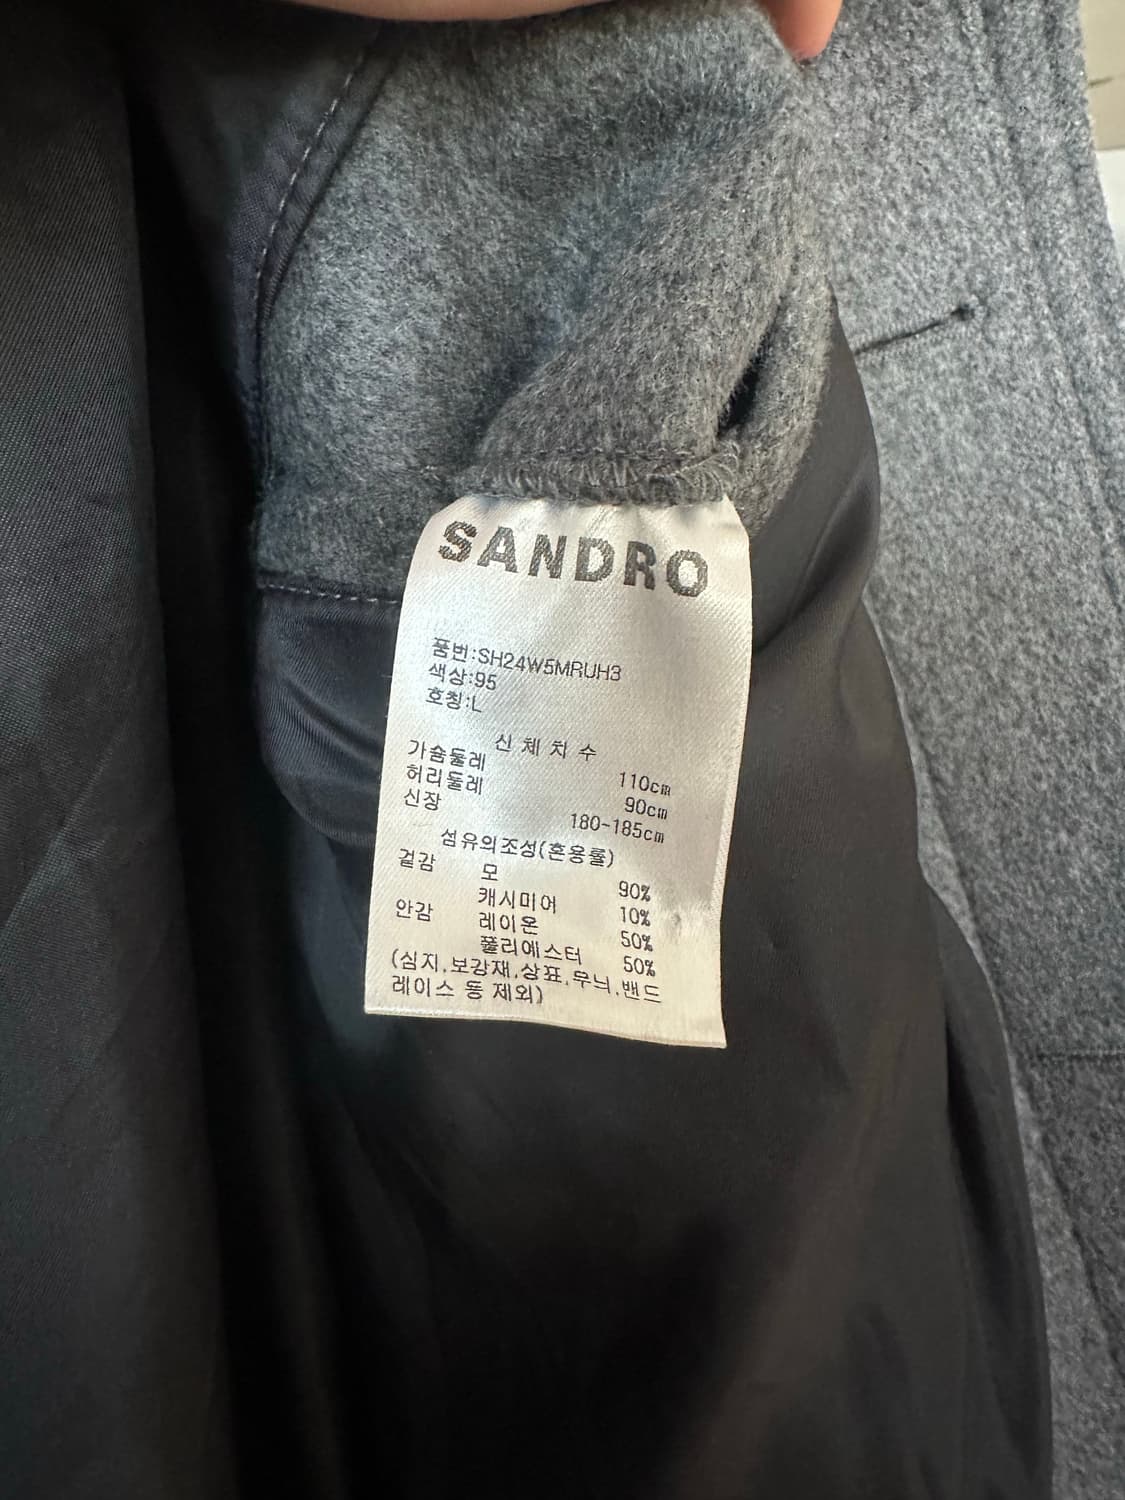 SANDRO
품번:SH24W5MRUH3
색상:95
호칭:L
신 체 치 수
가슴둘레 110cm
허리둘레 90cm
신장 180-185cm
섬유의조성(혼용률)
겉감 모 90%
캐시미어 10%
안감 레이온 50%
폴리에스터 50%
(심지,보강재,상표,무늬,밴드
레이스 등 제외)